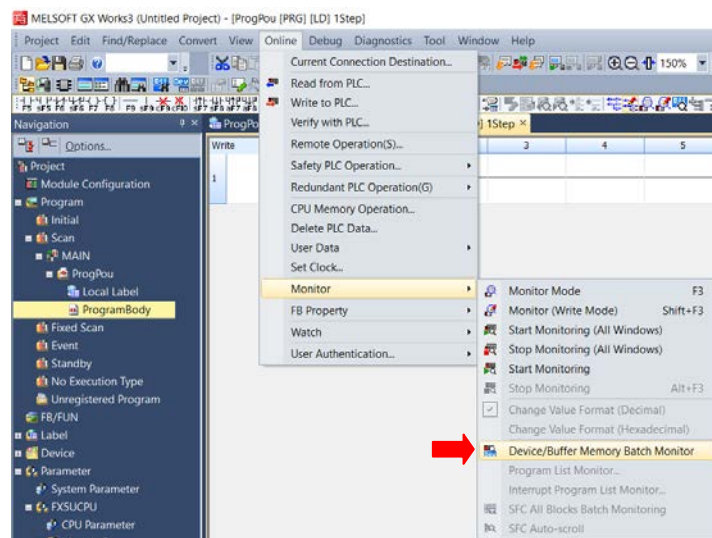 MELSOFT GX Works3 (Untitled Project) - [ProgPou [PRG] [LD] 1Step]
Project Edit Find/Replace Convert View Online Debug Diagnostics Tool Window Help
150%
Navigation
ProgPo
1Step
Options...
Write
3 4 5
1
Project
Module Configuration
Program
Initial
Scan
MAIN
ProgPou
Local Label
ProgramBody
Fixed Scan
Event
Standby
No Execution Type
Unregistered Program
FB/FUN
Label
Device
Parameter
System Parameter
FX5UCPU
CPU Parameter
Current Connection Destination...
Read from PLC...
Write to PLC...
Verify with PLC...
Remote Operation(S)...
Safety PLC Operation...
Redundant PLC Operation(G)
CPU Memory Operation...
Delete PLC Data...
User Data
Set Clock...
Monitor
FB Property
Watch
User Authentication...
Monitor Mode F3
Monitor (Write Mode) Shift+F3
Start Monitoring (All Windows)
Stop Monitoring (All Windows)
Start Monitoring
Stop Monitoring Alt+F3
Change Value Format (Decimal)
Change Value Format (Hexadecimal)
Device/Buffer Memory Batch Monitor
Program List Monitor...
Interrupt Program List Monitor...
SFC All Blocks Batch Monitoring
SFC Auto-scroll